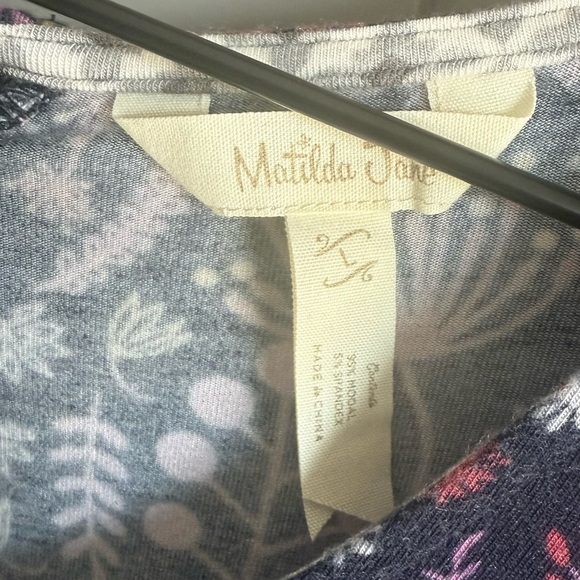 Matilda Jane
L
95% MODAL
5% SPANDEX
MADE IN CHINA